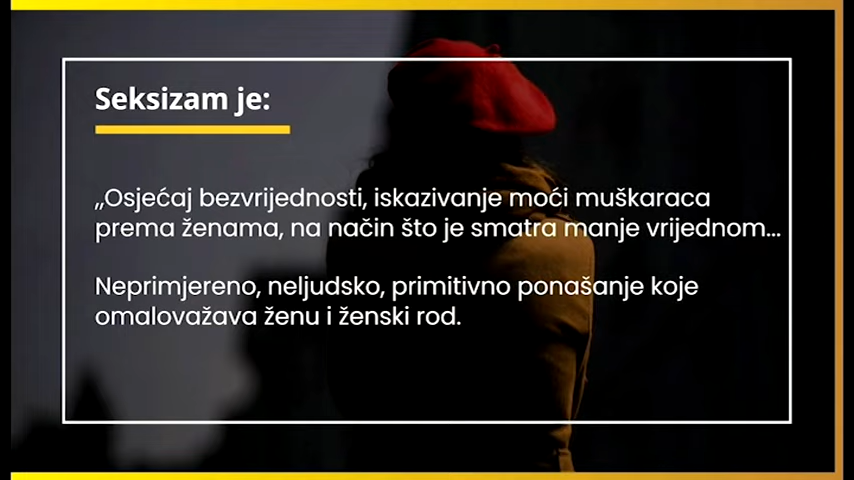 Seksizam je:
„Osjećaj bezvrijednosti, iskazivanje moći muškaraca
prema ženama, na način što je smatra manje vrijednom...
Neprimjereno, neljudsko, primitivno ponašanje koje
omalovažava ženu i ženski rod.